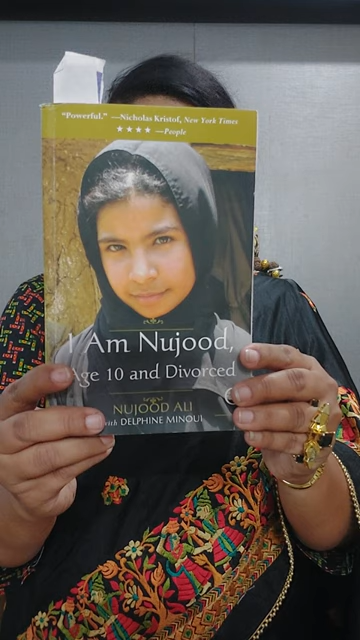 "Powerful." —Nicholas Kristof, New York Times
★★★★ —People
I Am Nujood,
Age 10 and Divorced
NUJOOD ALI
with DELPHINE MINOUI